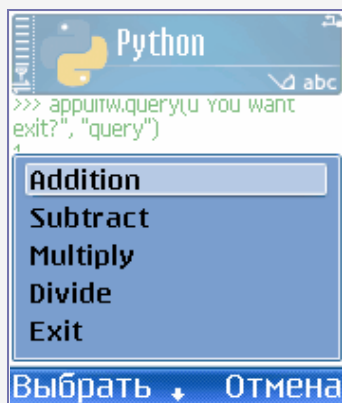 Python
abc
>>> appuifw.query(u"You want
exit?", "query")
1
Addition
Subtract
Multiply
Divide
Exit
Выбрать Отмена